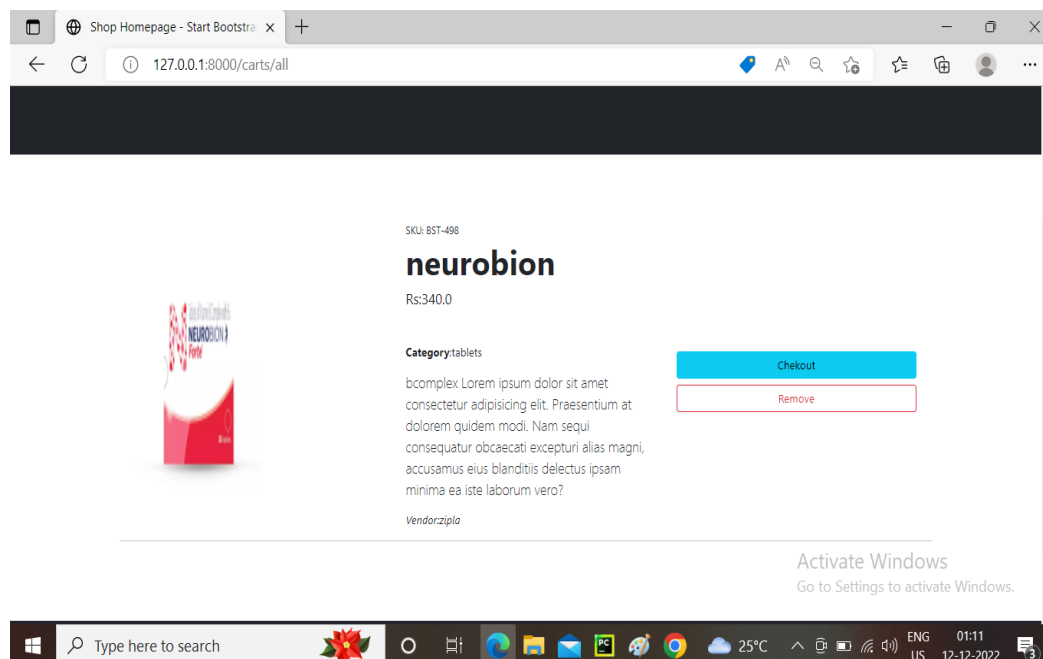 Shop Homepage - Start Bootstra
127.0.0.1:8000/carts/all
SKU: BST-498
neurobion
Rs:340.0
NEUROBION
Forte
Category:tablets
bcomplex Lorem ipsum dolor sit amet
consectetur adipisicing elit. Praesentium at
dolorem quidem modi. Nam sequi
consequatur obcaecati excepturi alias magni,
accusamus eius blanditiis delectus ipsam
minima ea iste laborum vero?
Vendor:zipla
Chekout
Remove
Activate Windows
Go to Settings to activate Windows.
Type here to search
PC
25°C
ENG
US
01:11
12-12-2022
3